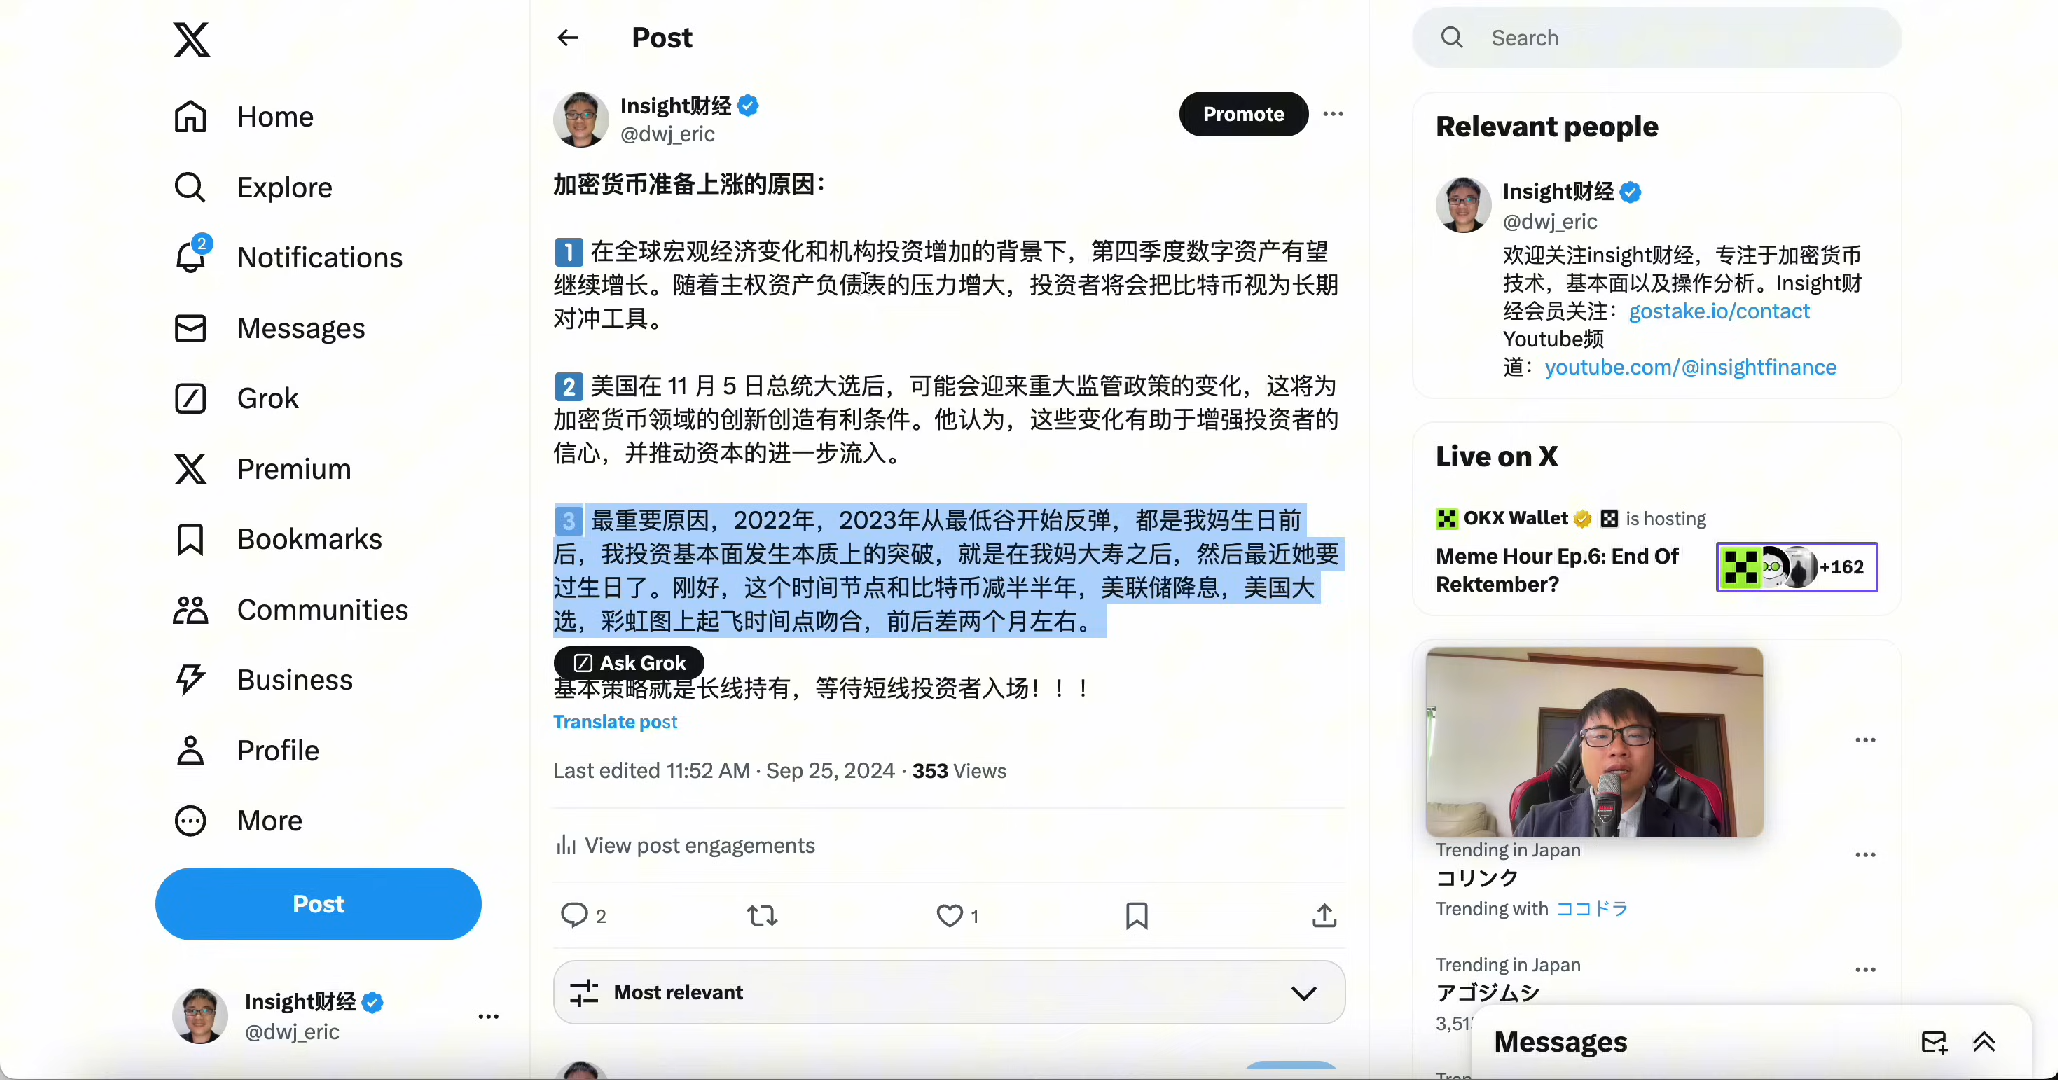 Home
Explore
2
Notifications
Messages
Grok
Premium
Bookmarks
Communities
Business
Profile
More
Post
Insight财经
@dwj_eric
Post
Insight财经
@dwj_eric
Promote
加密货币准备上涨的原因：
1 在全球宏观经济变化和机构投资增加的背景下，第四季度数字资产有望
继续增长。随着主权资产负债表的压力增大，投资者将会把比特币视为长期
对冲工具。
2 美国在 11 月 5 日总统大选后，可能会迎来重大监管政策的变化，这将为
加密货币领域的创新创造有利条件。他认为，这些变化有助于增强投资者的
信心，并推动资本的进一步流入。
3 最重要原因，2022年，2023年从最低谷开始反弹，都是我妈生日前
后，我投资基本面发生本质上的突破，就是在我妈大寿之后，然后最近她要
过生日了。刚好，这个时间节点和比特币减半半年，美联储降息，美国大
选，彩虹图上起飞时间点吻合，前后差两个月左右。
Ask Grok
基本策略就是长线持有，等待短线投资者入场！！！
Translate post
Last edited 11:52 AM · Sep 25, 2024 · 353 Views
View post engagements
2
1
Most relevant
Search
Relevant people
Insight财经
@dwj_eric
欢迎关注insight财经，专注于加密货币
技术，基本面以及操作分析。Insight财
经会员关注：gostake.io/contact
Youtube频
道：youtube.com/@insightfinance
Live on X
OKX Wallet is hosting
Meme Hour Ep.6: End Of
Rektember?
+162
Trending in Japan
コリンク
Trending with ココドラ
Trending in Japan
アゴジムシ
Messages